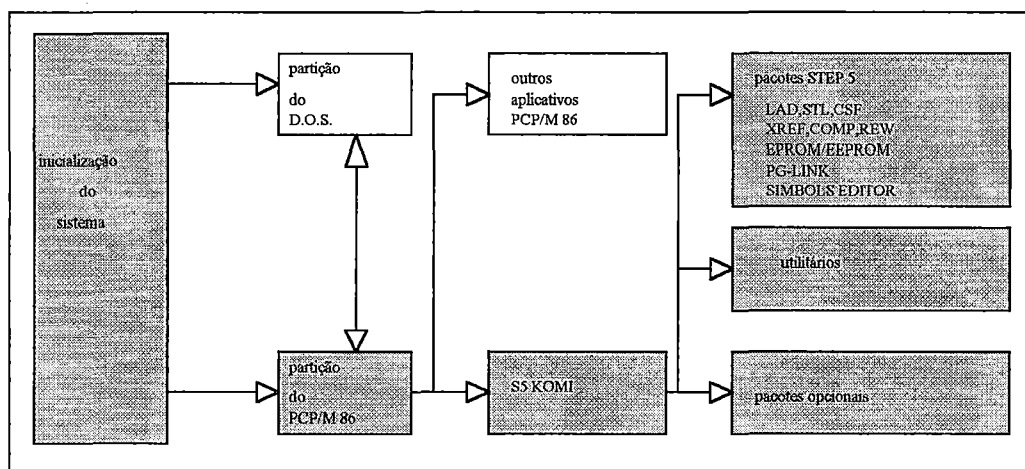 inicialização
do
sistema
partição
do
D.O.S.
partição
do
PCP/M 86
outros
aplicativos
PCP/M 86
S5 KOMI
pacotes STEP 5
LAD,STL,CSF
XREF,COMP,REW
EPROM/EEPROM
PG-LINK
SIMBOLS EDITOR
utilitários
pacotes opcionais